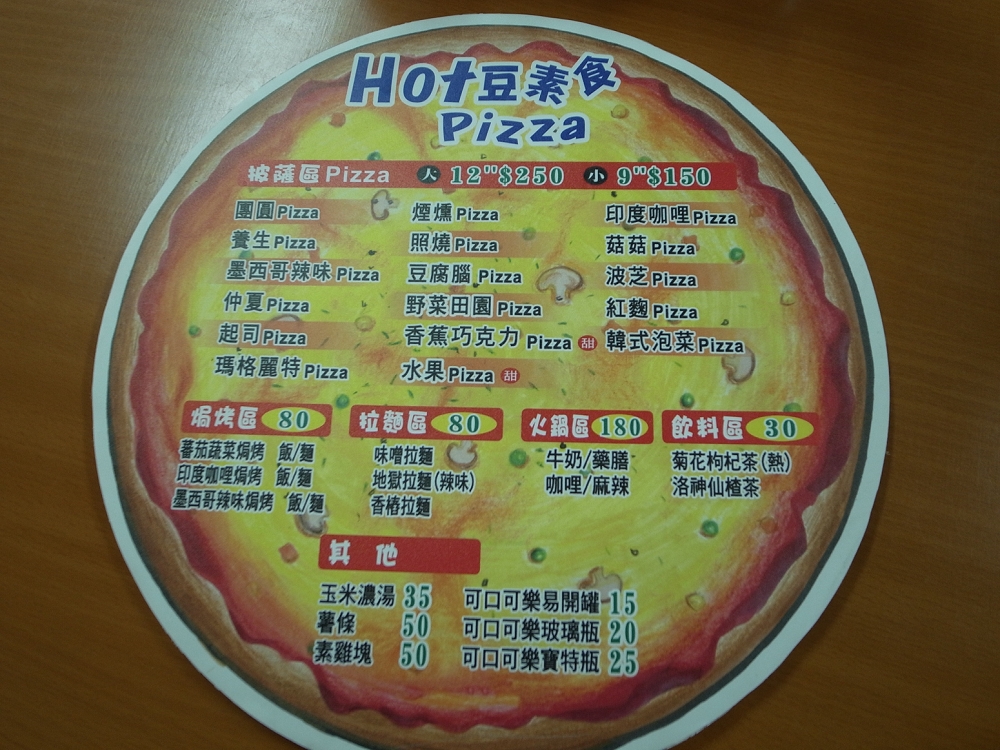 Hot豆素食
Pizza
披薩區Pizza 大 12"$250 小 9"$150
團圓Pizza 煙燻Pizza 印度咖哩Pizza
養生Pizza 照燒Pizza 菇菇Pizza
墨西哥辣味Pizza 豆腐腦Pizza 波芝Pizza
仲夏Pizza 野菜田園Pizza 紅麴Pizza
起司Pizza 香蕉巧克力Pizza 甜 韓式泡菜Pizza
瑪格麗特Pizza 水果Pizza 甜
焗烤區 80 拉麵區 80 火鍋區 180 飲料區 30
蕃茄蔬菜焗烤 飯/麵 味噌拉麵 牛奶/藥膳 菊花枸杞茶(熱)
印度咖哩焗烤 飯/麵 地獄拉麵(辣味) 咖哩/麻辣 洛神仙楂茶
墨西哥辣味焗烤 飯/麵 香椿拉麵
其他
玉米濃湯 35 可口可樂易開罐 15
薯條 50 可口可樂玻璃瓶 20
素雞塊 50 可口可樂寶特瓶 25